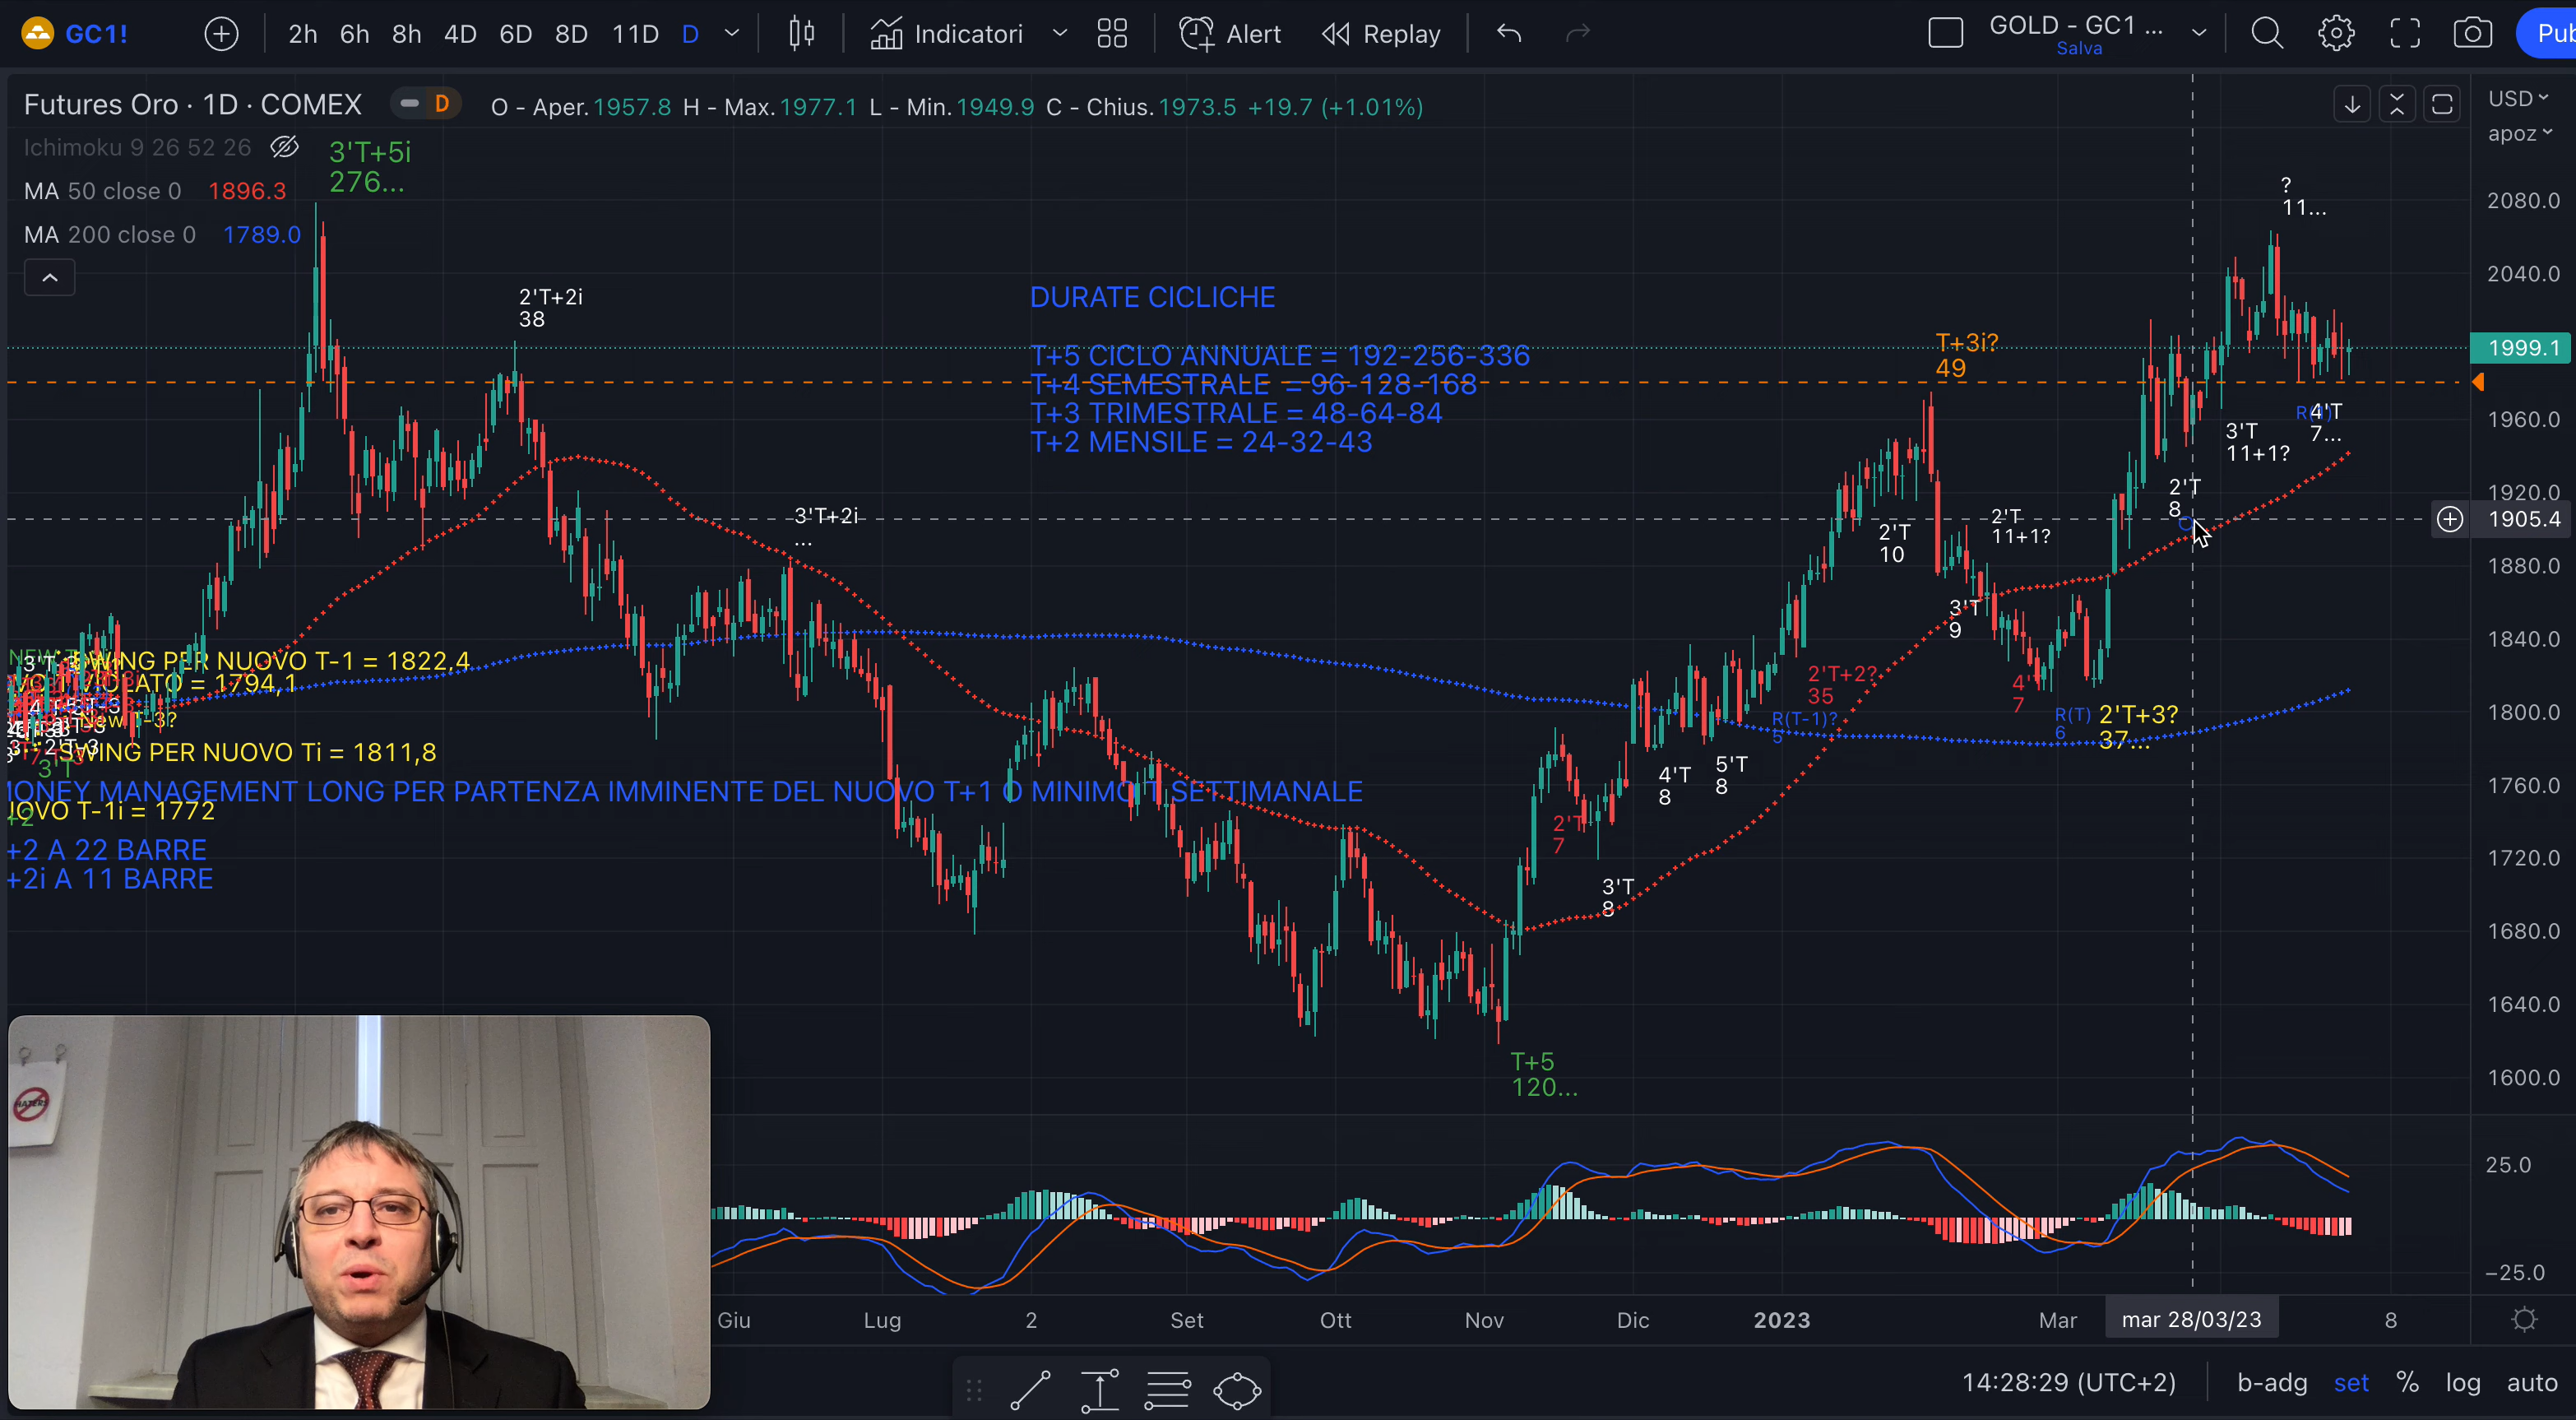 GC1!
2h 6h 8h 4D 6D 8D 11D D
Indicatori
Alert
Replay
GOLD - GC1 ...
Salva
Pub
Futures Oro · 1D · COMEX
D
O - Aper. 1957.8 H - Max. 1977.1 L - Min. 1949.9 C - Chius. 1973.5 +19.7 (+1.01%)
USD
apoz
Ichimoku 9 26 52 26
MA 50 close 0 1896.3
MA 200 close 0 1789.0
3'T+5i
276...
2'T+2i
38
3'T+2i
...
DURATE CICLICHE
T+5 CICLO ANNUALE = 192-256-336
T+4 SEMESTRALE = 96-128-168
T+3 TRIMESTRALE = 48-64-84
T+2 MENSILE = 24-32-43
T+3i?
49
?
11...
4'T
7...
3'T
11+1?
2'T
8
2'T
10
2'T
11+1?
3'T
9
2'T+2?
35
R(T-1)?
5
7
R(T)
6
2'T+3?
37...
4'T
8
5'T
8
2'T
7
3'T
8
T+5
120...
SWING PER NUOVO T-1 = 1822,4
= 1794,1
SWING PER NUOVO Ti = 1811,8
MONEY MANAGEMENT LONG PER PARTENZA IMMINENTE DEL NUOVO T+1 O MINIMO T SETTIMANALE
T-1i = 1772
+2 A 22 BARRE
+2i A 11 BARRE
2080.0
2040.0
1999.1
1960.0
1920.0
1905.4
1880.0
1840.0
1800.0
1760.0
1720.0
1680.0
1640.0
1600.0
25.0
−25.0
HATERS
Giu Lug 2 Set Ott Nov Dic 2023 Mar mar 28/03/23 8
14:28:29 (UTC+2) b-adg set % log auto